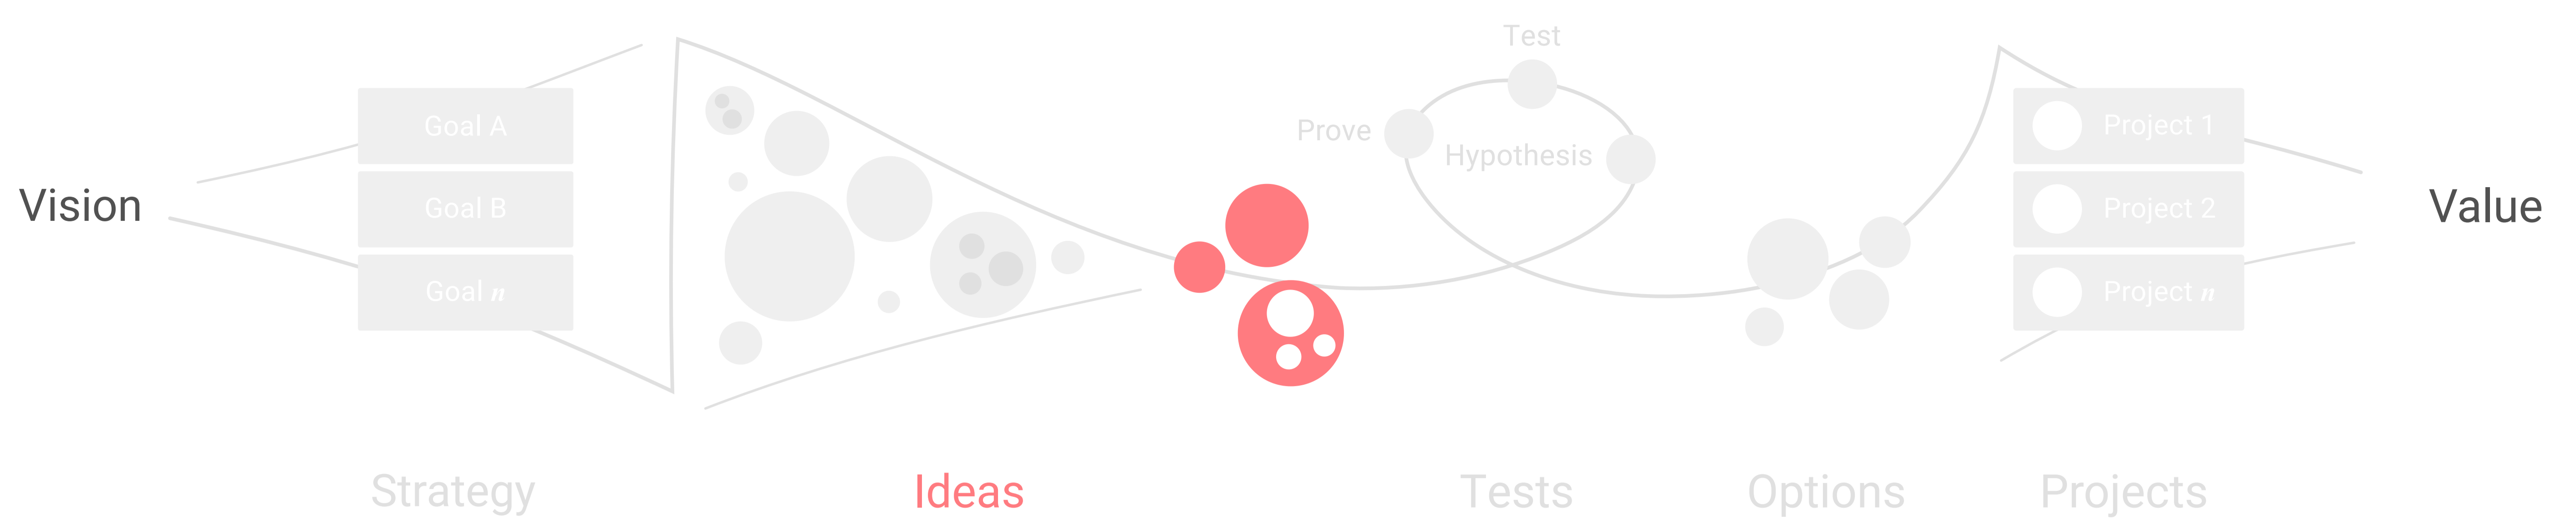 Vision
Goal A
Goal B
Goal n
Test
Prove
Hypothesis
Project 1
Project 2
Project n
Value
Strategy
Ideas
Tests
Options
Projects